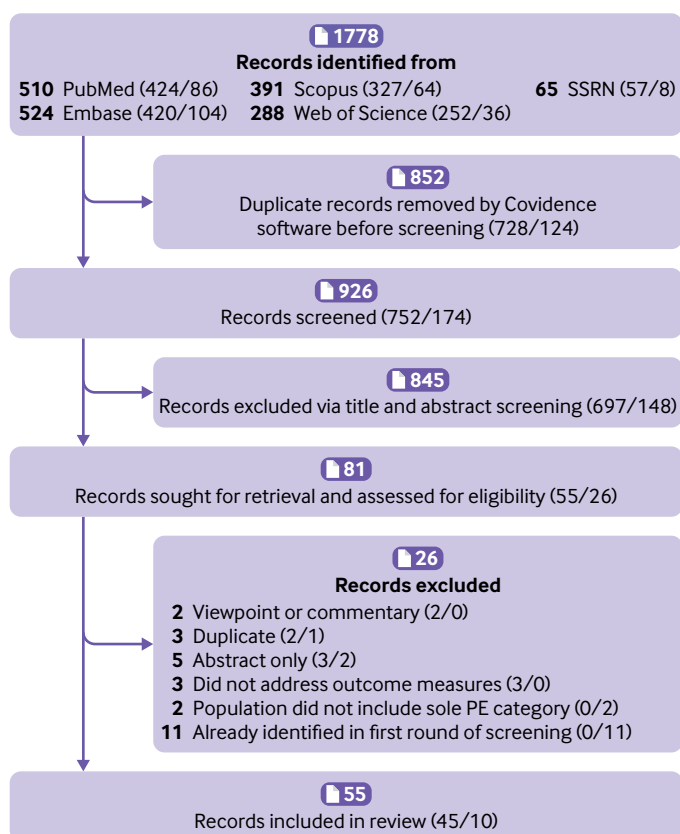 1778
Records identified from
510 PubMed (424/86) 391 Scopus (327/64) 65 SSRN (57/8)
524 Embase (420/104) 288 Web of Science (252/36)
852
Duplicate records removed by Covidence
software before screening (728/124)
926
Records screened (752/174)
845
Records excluded via title and abstract screening (697/148)
81
Records sought for retrieval and assessed for eligibility (55/26)
26
Records excluded
2 Viewpoint or commentary (2/0)
3 Duplicate (2/1)
5 Abstract only (3/2)
3 Did not address outcome measures (3/0)
2 Population did not include sole PE category (0/2)
11 Already identified in first round of screening (0/11)
55
Records included in review (45/10)